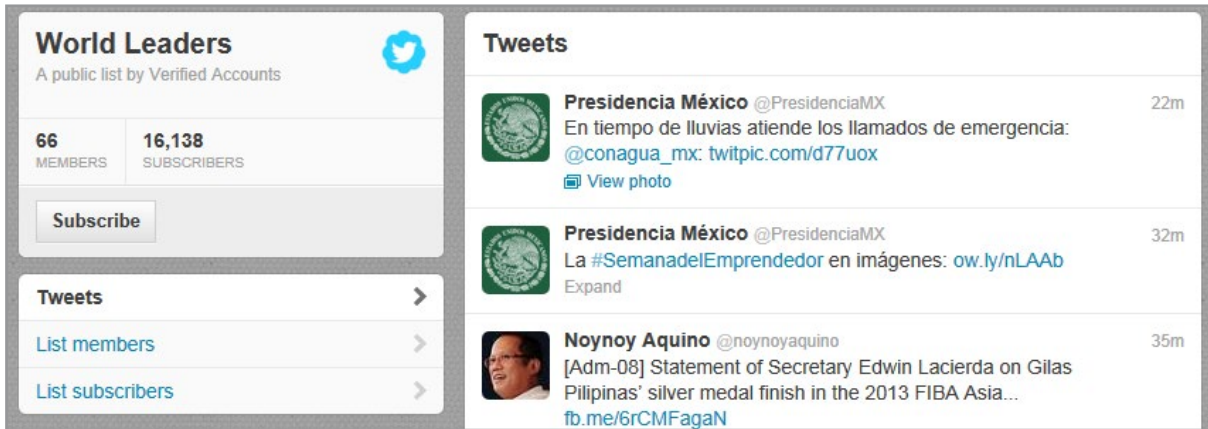 World Leaders
A public list by Verified Accounts
66
MEMBERS
16,138
SUBSCRIBERS
Subscribe
Tweets
List members
List subscribers
Tweets
Presidencia México @PresidenciaMX 22m
En tiempo de lluvias atiende los llamados de emergencia:
@conagua_mx: twitpic.com/d77uox
View photo
Presidencia México @PresidenciaMX 32m
La #SemanadelEmprendedor en imágenes: ow.ly/nLAAb
Expand
Noynoy Aquino @noynoyaquino 35m
[Adm-08] Statement of Secretary Edwin Lacierda on Gilas
Pilipinas' silver medal finish in the 2013 FIBA Asia...
fb.me/6rCMFagaN